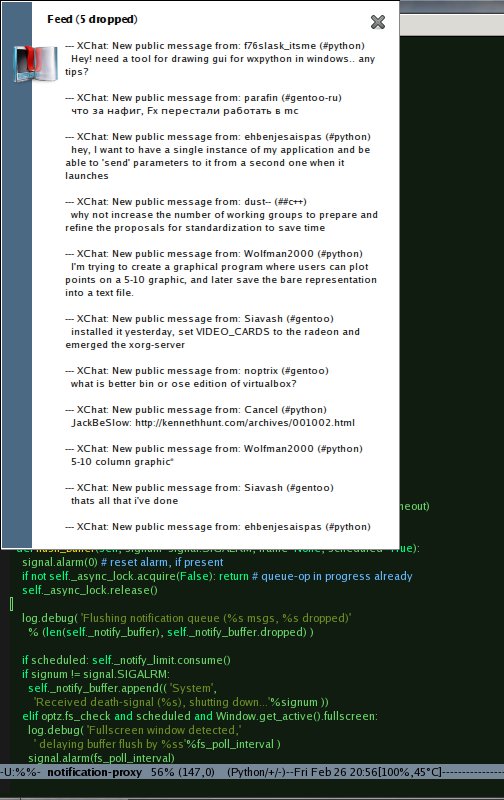 Feed (5 dropped)
--- XChat: New public message from: f76slask_itsme (#python)
Hey! need a tool for drawing gui for wxpython in windows.. any
tips?
--- XChat: New public message from: parafin (#gentoo-ru)
что за нафиг, Fx перестали работать в mc
--- XChat: New public message from: ehbenjesaispas (#python)
hey, I want to have a single instance of my application and be
able to 'send' parameters to it from a second one when it
launches
--- XChat: New public message from: dust-- (##c++)
why not increase the number of working groups to prepare and
refine the proposals for standardization to save time
--- XChat: New public message from: Wolfman2000 (#python)
I'm trying to create a graphical program where users can plot
points on a 5-10 graphic, and later save the bare representation
into a text file.
--- XChat: New public message from: Siavash (#gentoo)
installed it yesterday, set VIDEO_CARDS to the radeon and
emerged the xorg-server
--- XChat: New public message from: noptrix (#gentoo)
what is better bin or ose edition of virtualbox?
--- XChat: New public message from: Cancel (#python)
JackBeSlow: http://kennethhunt.com/archives/001002.html
--- XChat: New public message from: Wolfman2000 (#python)
5-10 column graphic*
--- XChat: New public message from: Siavash (#gentoo)
thats all that i've done
--- XChat: New public message from: ehbenjesaispas (#python)
eout)
signal.alarm(0) # reset alarm, if present
if not self._async_lock.acquire(False): return # queue-op in progress already
self._async_lock.release()
log.debug( 'Flushing notification queue (%s msgs, %s dropped)'
% (len(self._notify_buffer), self._notify_buffer.dropped) )
if scheduled: self._notify_limit.consume()
if signum != signal.SIGALRM:
self._notify_buffer.append(( 'System',
'Received death-signal (%s), shutting down...'%signum ))
elif optz.fs_check and scheduled and Window.get_active().fullscreen:
log.debug( 'Fullscreen window detected,'
' delaying buffer flush by %ss'%fs_poll_interval )
signal.alarm(fs_poll_interval)
-U:%%- notification-proxy 56% (147,0) (Python/+/-)--Fri Feb 26 20:56[100%,45°C]---------------